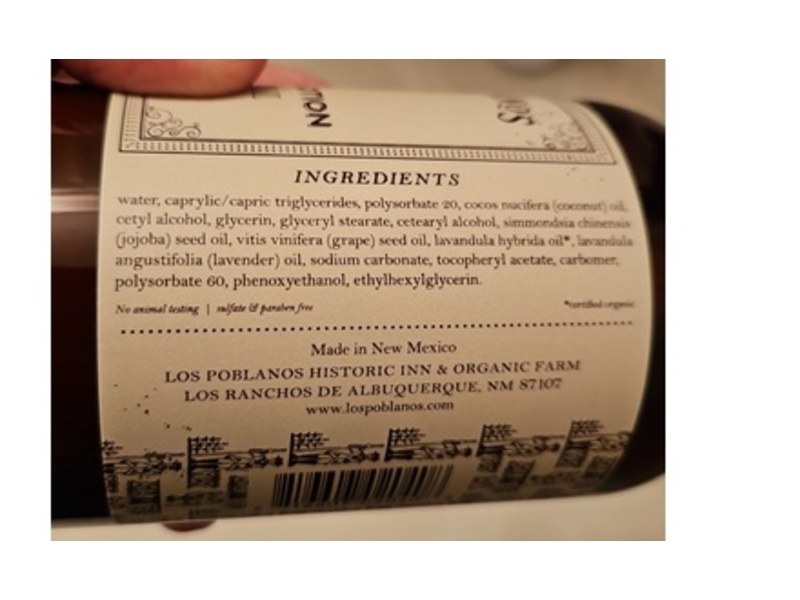 INGREDIENTS
water, caprylic/capric triglycerides, polysorbate 20, cocos nucifera (coconut) oil,
cetyl alcohol, glycerin, glyceryl stearate, cetearyl alcohol, simmondsia chinensis
(jojoba) seed oil, vitis vinifera (grape) seed oil, lavandula hybrida oil*, lavandula
angustifolia (lavender) oil, sodium carbonate, tocopheryl acetate, carbomer,
polysorbate 60, phenoxyethanol, ethylhexylglycerin.
No animal testing | sulfate & paraben free *certified organic
Made in New Mexico
LOS POBLANOS HISTORIC INN & ORGANIC FARM
LOS RANCHOS DE ALBUQUERQUE, NM 87107
www.lospoblanos.com